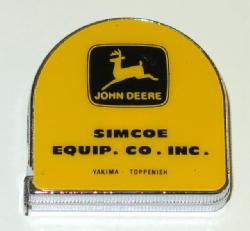 JOHN DEERE
SIMCOE
EQUIP. CO. INC.
YAKIMA - TOPPENISH